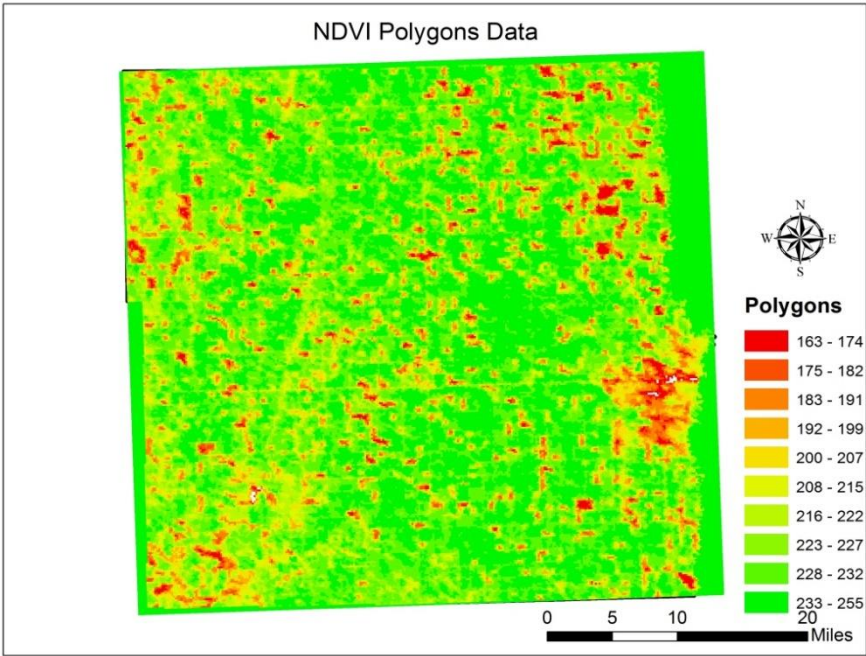 NDVI Polygons Data
N
W E
S
Polygons
163 - 174
175 - 182
183 - 191
192 - 199
200 - 207
208 - 215
216 - 222
223 - 227
228 - 232
233 - 255
0 5 10 20
Miles